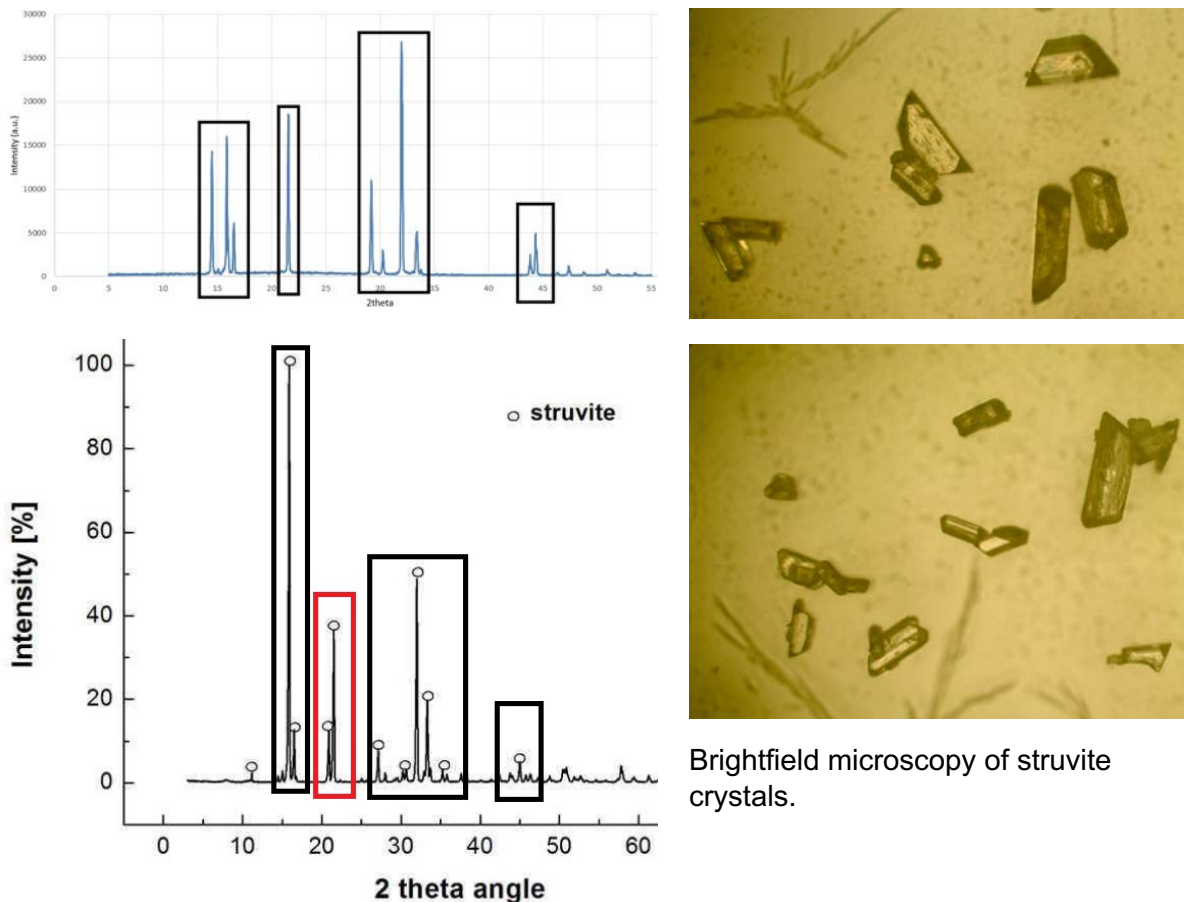 30000
25000
20000
15000
10000
5000
0
Intensity (a.u.)
0 5 10 15 20 25 30 35 40 45 50 55
2theta
100
80
60
40
20
0
Intensity [%]
struvite
0 10 20 30 40 50 60
2 theta angle
Brightfield microscopy of struvite
crystals.